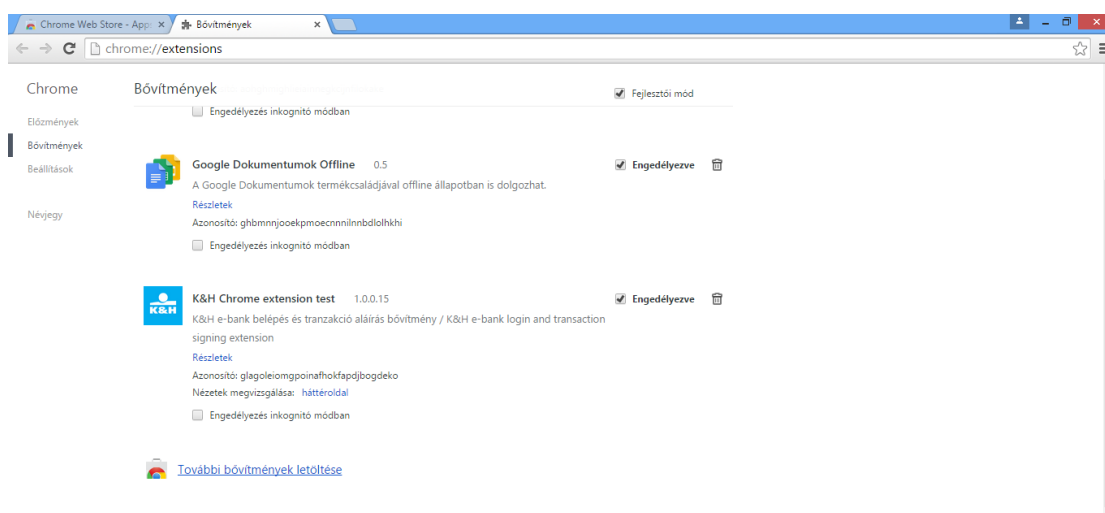 Chrome Web Store - App: Bővítmények
chrome://extensions
Chrome
Bővítmények
Fejlesztői mód
Engedélyezés inkognitó módban
Előzmények
Bővítmények
Beállítások
Névjegy
Google Dokumentumok Offline 0.5 Engedélyezve
A Google Dokumentumok termékcsaládjával offline állapotban is dolgozhat.
Részletek
Azonosító: ghbmnnjooekpmoecnnnilnnbdlolhkhi
Engedélyezés inkognitó módban
K&H
K&H Chrome extension test 1.0.0.15 Engedélyezve
K&H e-bank belépés és tranzakció aláírás bővítmény / K&H e-bank login and transaction
signing extension
Részletek
Azonosító: glagoleiomgpoinafhokfapdjbogdeko
Nézetek megvizsgálása: háttéroldal
Engedélyezés inkognitó módban
További bővítmények letöltése